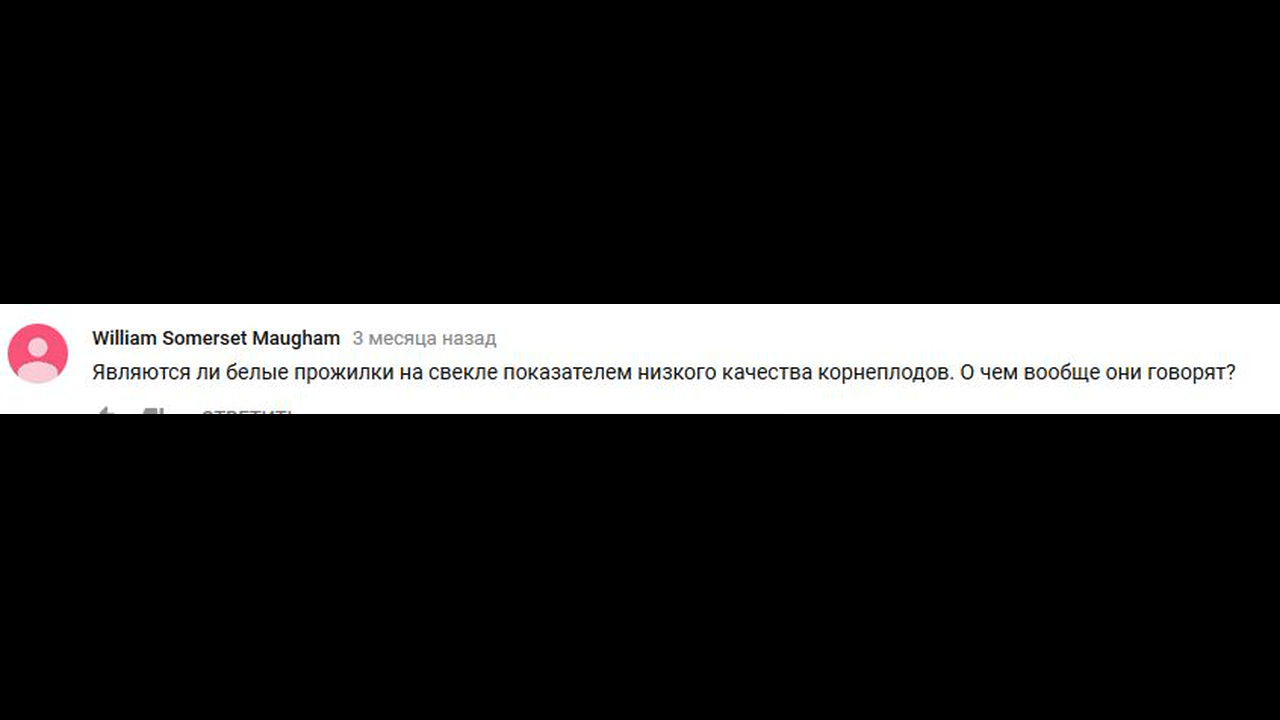 William Somerset Maugham 3 месяца назад
Являются ли белые прожилки на свекле показателем низкого качества корнеплодов. О чем вообще они говорят?
ОТВЕТИТЬ